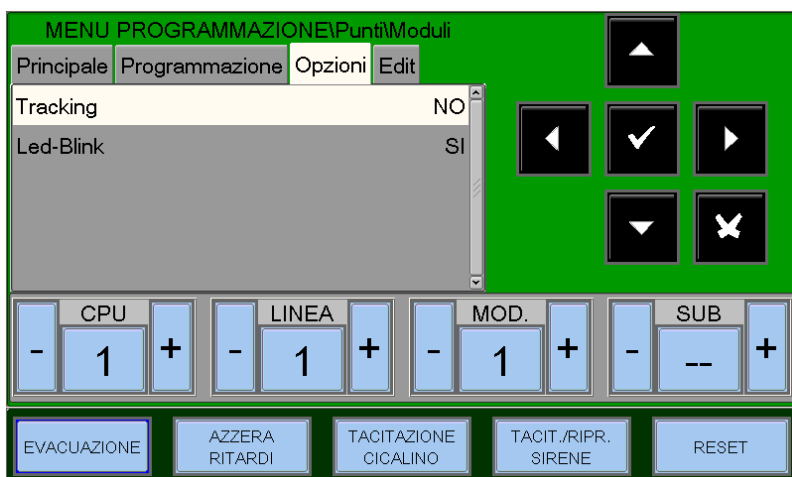 MENU PROGRAMMAZIONE\Punti\Moduli
Principale Programmazione Opzioni Edit
Tracking NO
Led-Blink SI
CPU LINEA MOD. SUB
- 1 + - 1 + - 1 + - -- +
EVACUAZIONE AZZERA RITARDI TACITAZIONE CICALINO TACIT./RIPR. SIRENE RESET